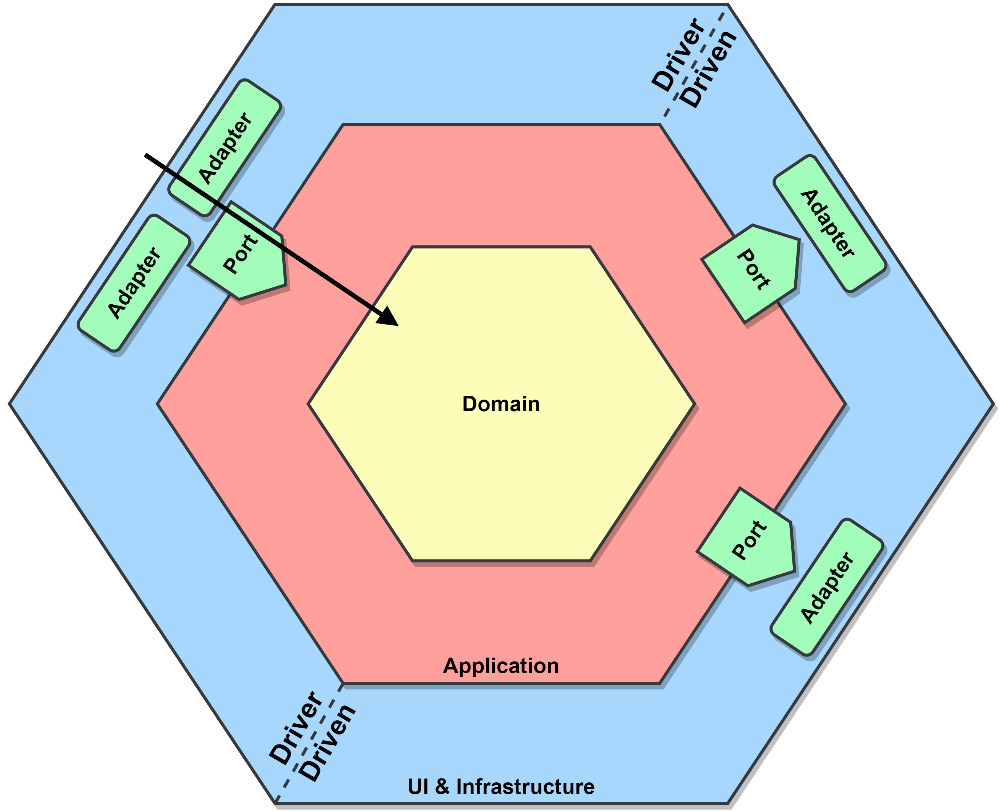 Driver
Driven
Adapter
Adapter
Port
Adapter
Port
Domain
Port
Adapter
Application
Driver
Driven
UI & Infrastructure